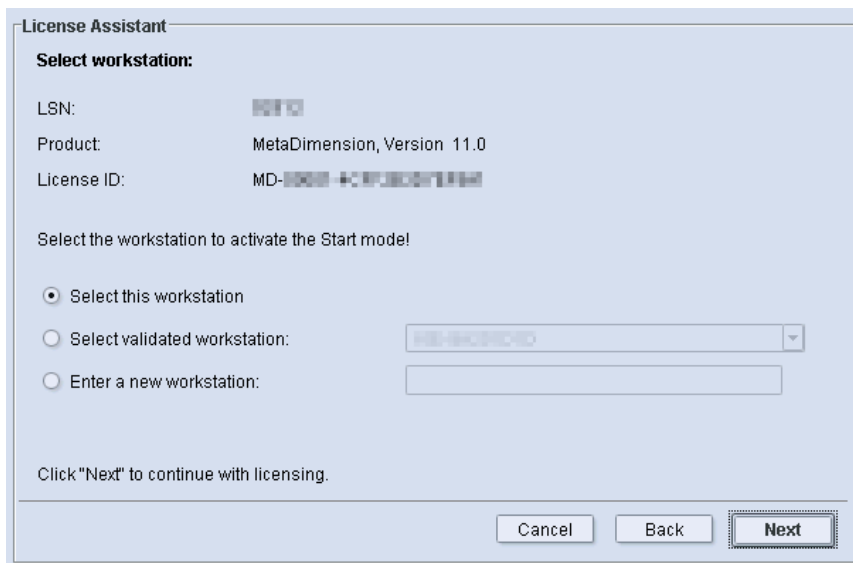 License Assistant
Select workstation:
LSN:
Product: MetaDimension, Version 11.0
License ID: MD-
Select the workstation to activate the Start mode!
Select this workstation
Select validated workstation:
Enter a new workstation:
Click "Next" to continue with licensing.
Cancel Back Next